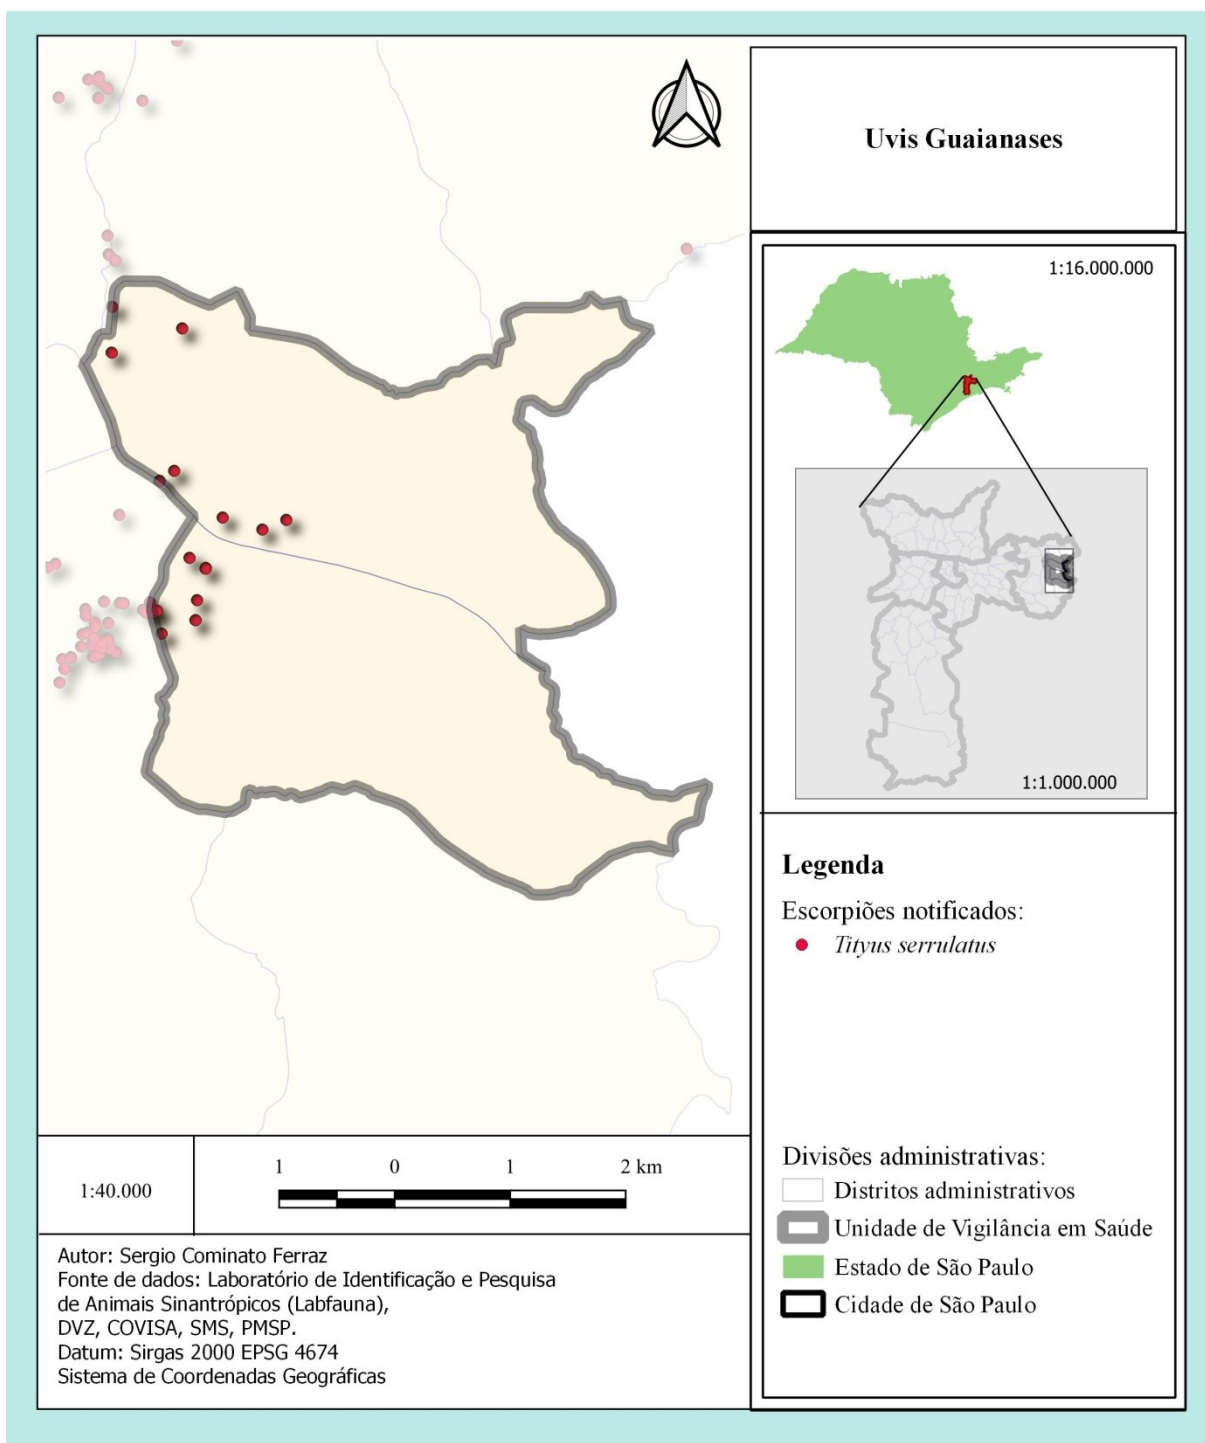 Uvis Guaianases
1:16.000.000
1:1.000.000
Legenda
Escorpiões notificados:
Tityus serrulatus
Divisões administrativas:
Distritos administrativos
Unidade de Vigilância em Saúde
Estado de São Paulo
Cidade de São Paulo
1:40.000
1 0 1 2 km
Autor: Sergio Cominato Ferraz
Fonte de dados: Laboratório de Identificação e Pesquisa
de Animais Sinantrópicos (Labfauna),
DVZ, COVISA, SMS, PMSP.
Datum: Sirgas 2000 EPSG 4674
Sistema de Coordenadas Geográficas